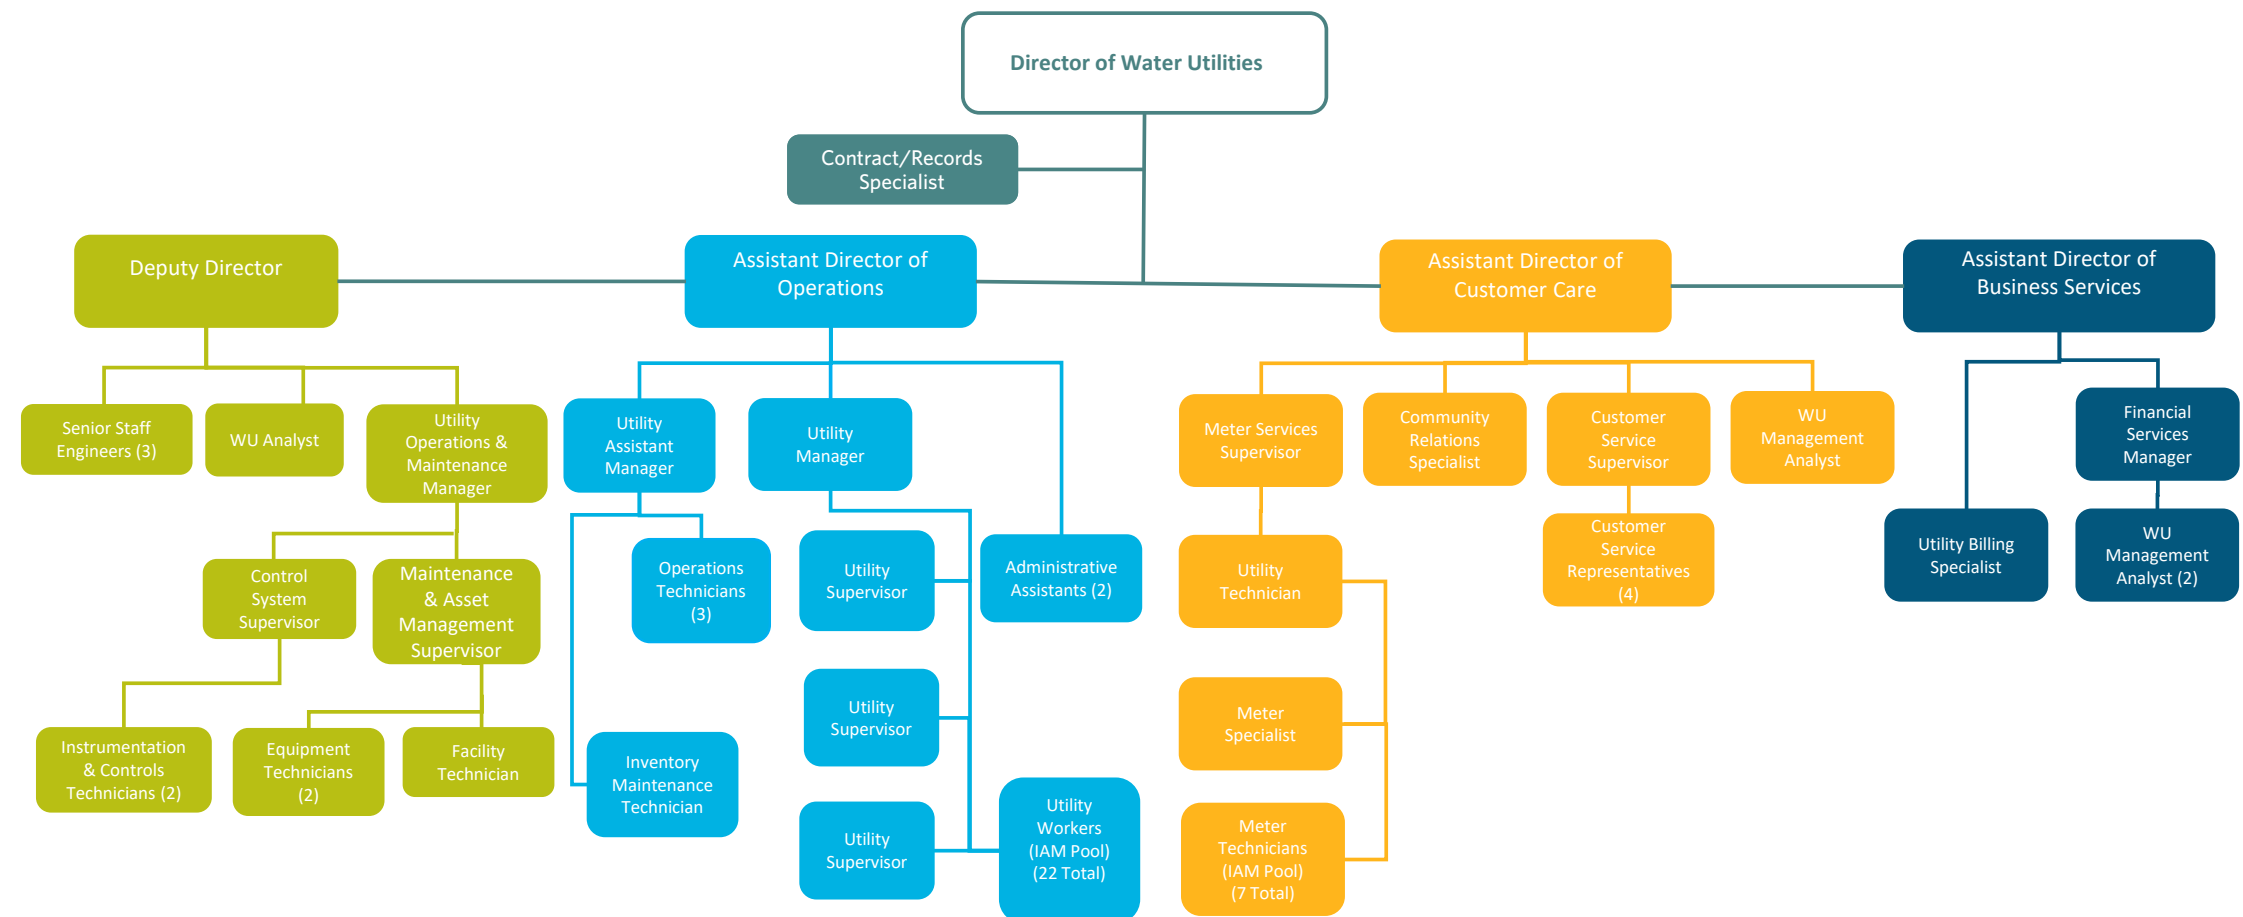 Director of Water Utilities
Contract/Records
Specialist
Deputy Director
Assistant Director of
Operations
Assistant Director of
Customer Care
Assistant Director of
Business Services
Senior Staff
Engineers (3)
WU Analyst
Utility
Operations &
Maintenance
Manager
Utility
Assistant
Manager
Utility
Manager
Meter Services
Supervisor
Community
Relations
Specialist
Customer
Service
Supervisor
WU
Management
Analyst
Financial
Services
Manager
Control
System
Supervisor
Maintenance
& Asset
Management
Supervisor
Operations
Technicians
(3)
Utility
Supervisor
Administrative
Assistants (2)
Utility
Technician
Customer
Service
Representatives
(4)
Utility Billing
Specialist
WU
Management
Analyst (2)
Instrumentation
& Controls
Technicians (2)
Equipment
Technicians
(2)
Facility
Technician
Inventory
Maintenance
Technician
Utility
Supervisor
Meter
Specialist
Utility
Supervisor
Utility
Workers
(IAM Pool)
(22 Total)
Meter
Technicians
(IAM Pool)
(7 Total)